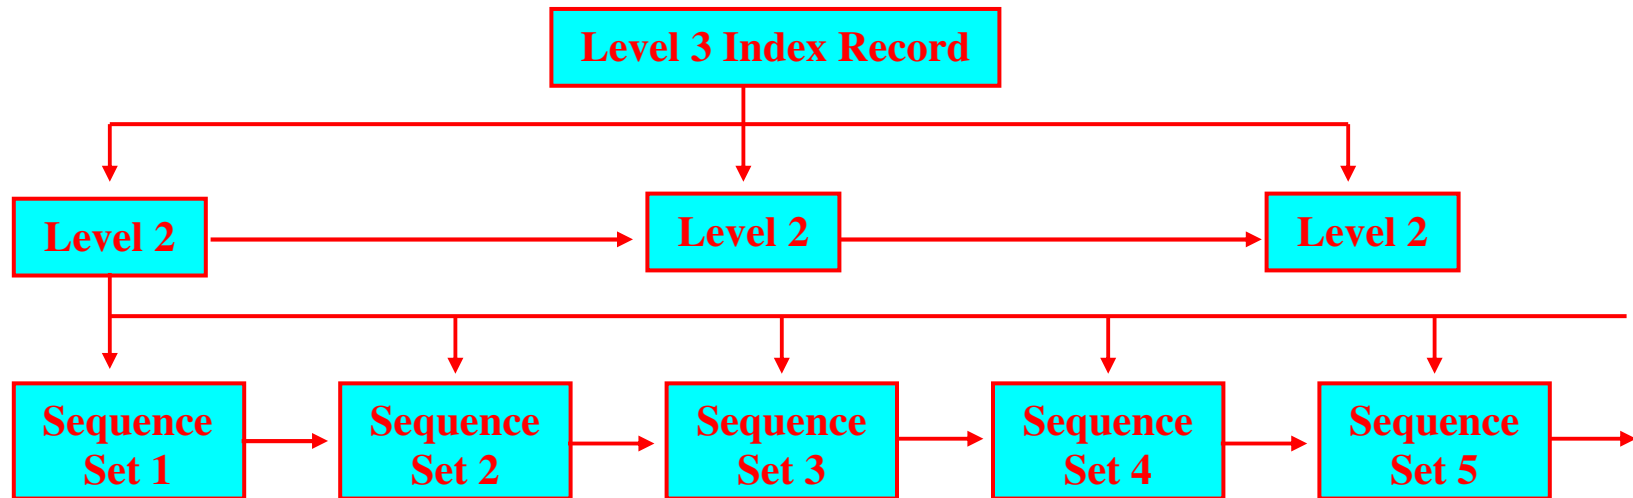 Level 3 Index Record
Level 2
Level 2
Level 2
Sequence
Set 1
Sequence
Set 2
Sequence
Set 3
Sequence
Set 4
Sequence
Set 5